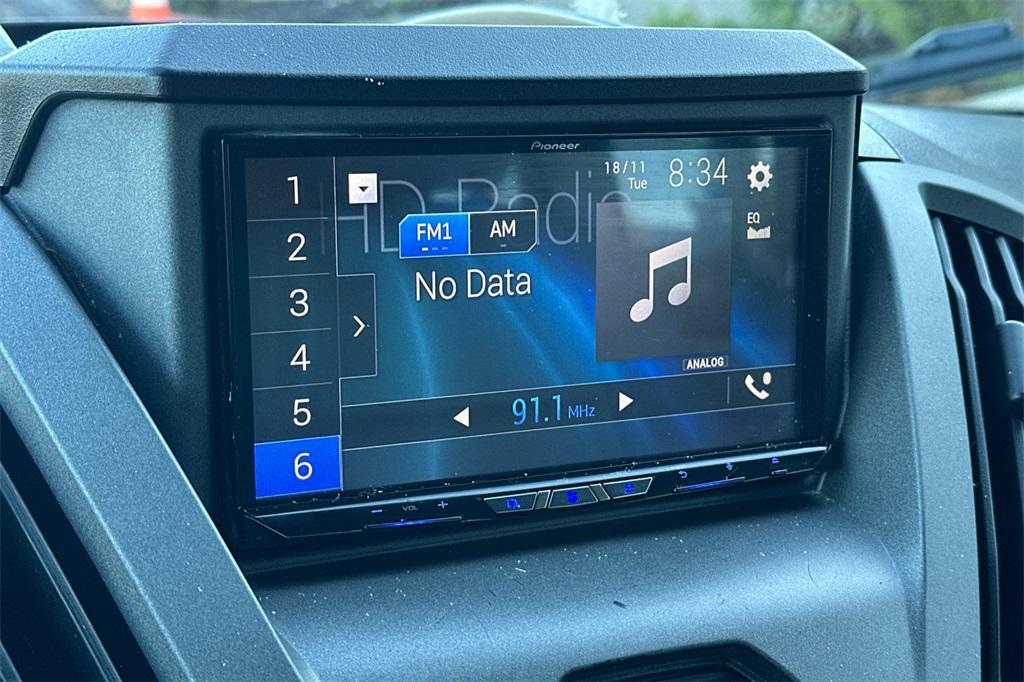 Pioneer
18/11
Tue
8:34
HD Radio
1
2
3
4
5
6
FM1
AM
EQ
No Data
ANALOG
91.1 MHz
− VOL +